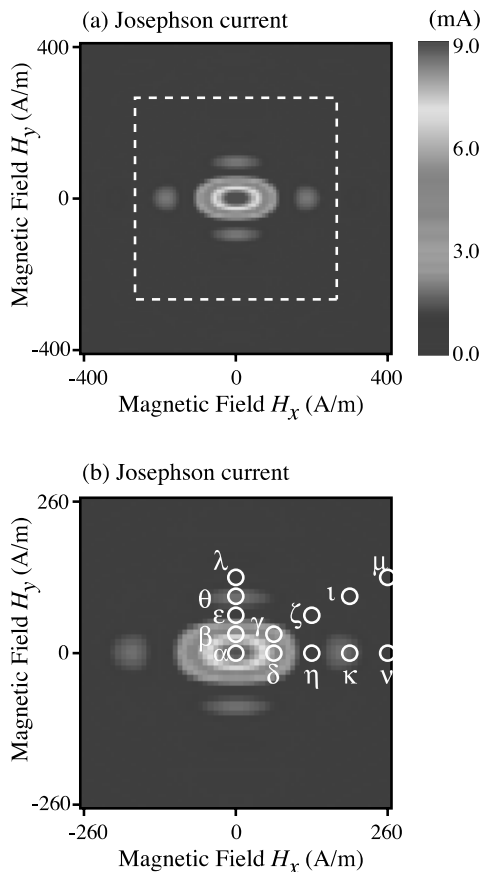 (a) Josephson current
(mA)
400
0
-400
Magnetic Field Hy (A/m)
-400
0
400
Magnetic Field Hx (A/m)
9.0
6.0
3.0
0.0
(b) Josephson current
260
0
-260
Magnetic Field Hy (A/m)
λ
μ
θ
ι
ε
ζ
β
γ
α
δ
η
κ
ν
-260
0
260
Magnetic Field Hx (A/m)